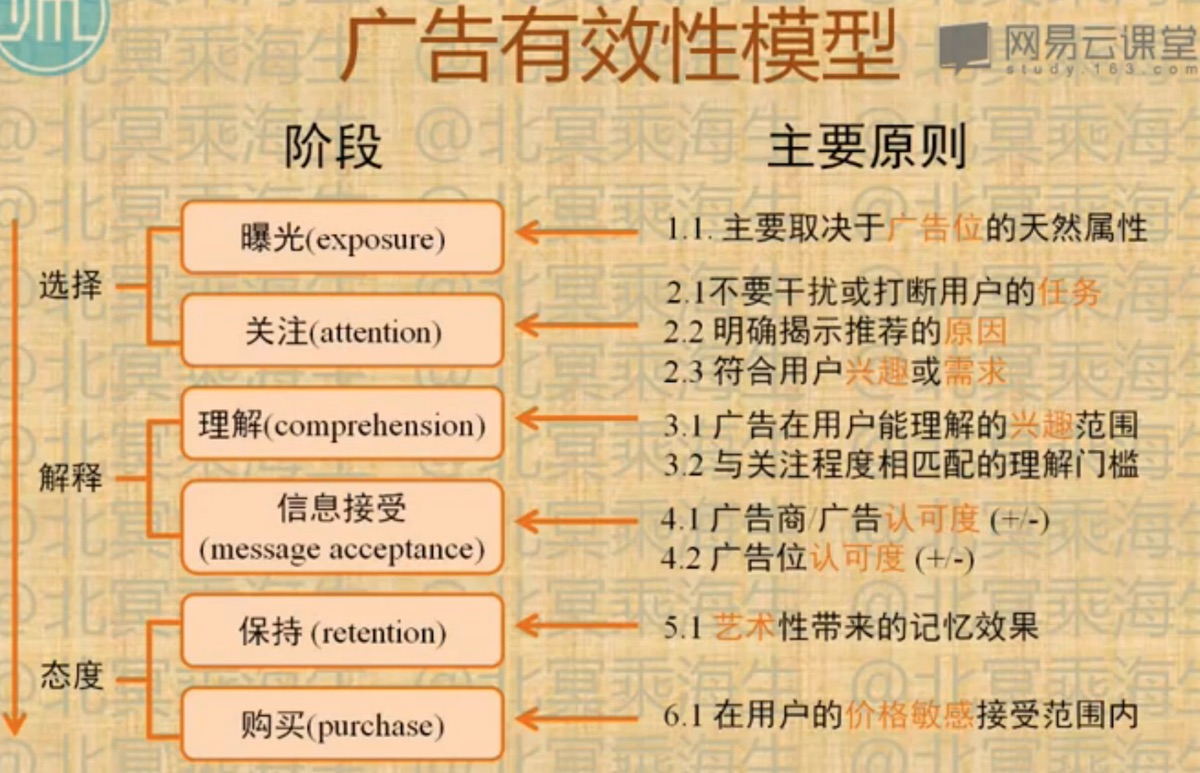 广告有效性模型
网易云课堂
study.163.com
阶段
主要原则
选择
曝光(exposure)
1.1. 主要取决于广告位的天然属性
关注(attention)
2.1不要干扰或打断用户的任务
2.2 明确揭示推荐的原因
2.3 符合用户兴趣或需求
解释
理解(comprehension)
3.1 广告在用户能理解的兴趣范围
3.2 与关注程度相匹配的理解门槛
信息接受
(message acceptance)
4.1 广告商/广告认可度 (+/-)
4.2 广告位认可度 (+/-)
态度
保持 (retention)
5.1 艺术性带来的记忆效果
购买(purchase)
6.1 在用户的价格敏感接受范围内
@北冥乘海生